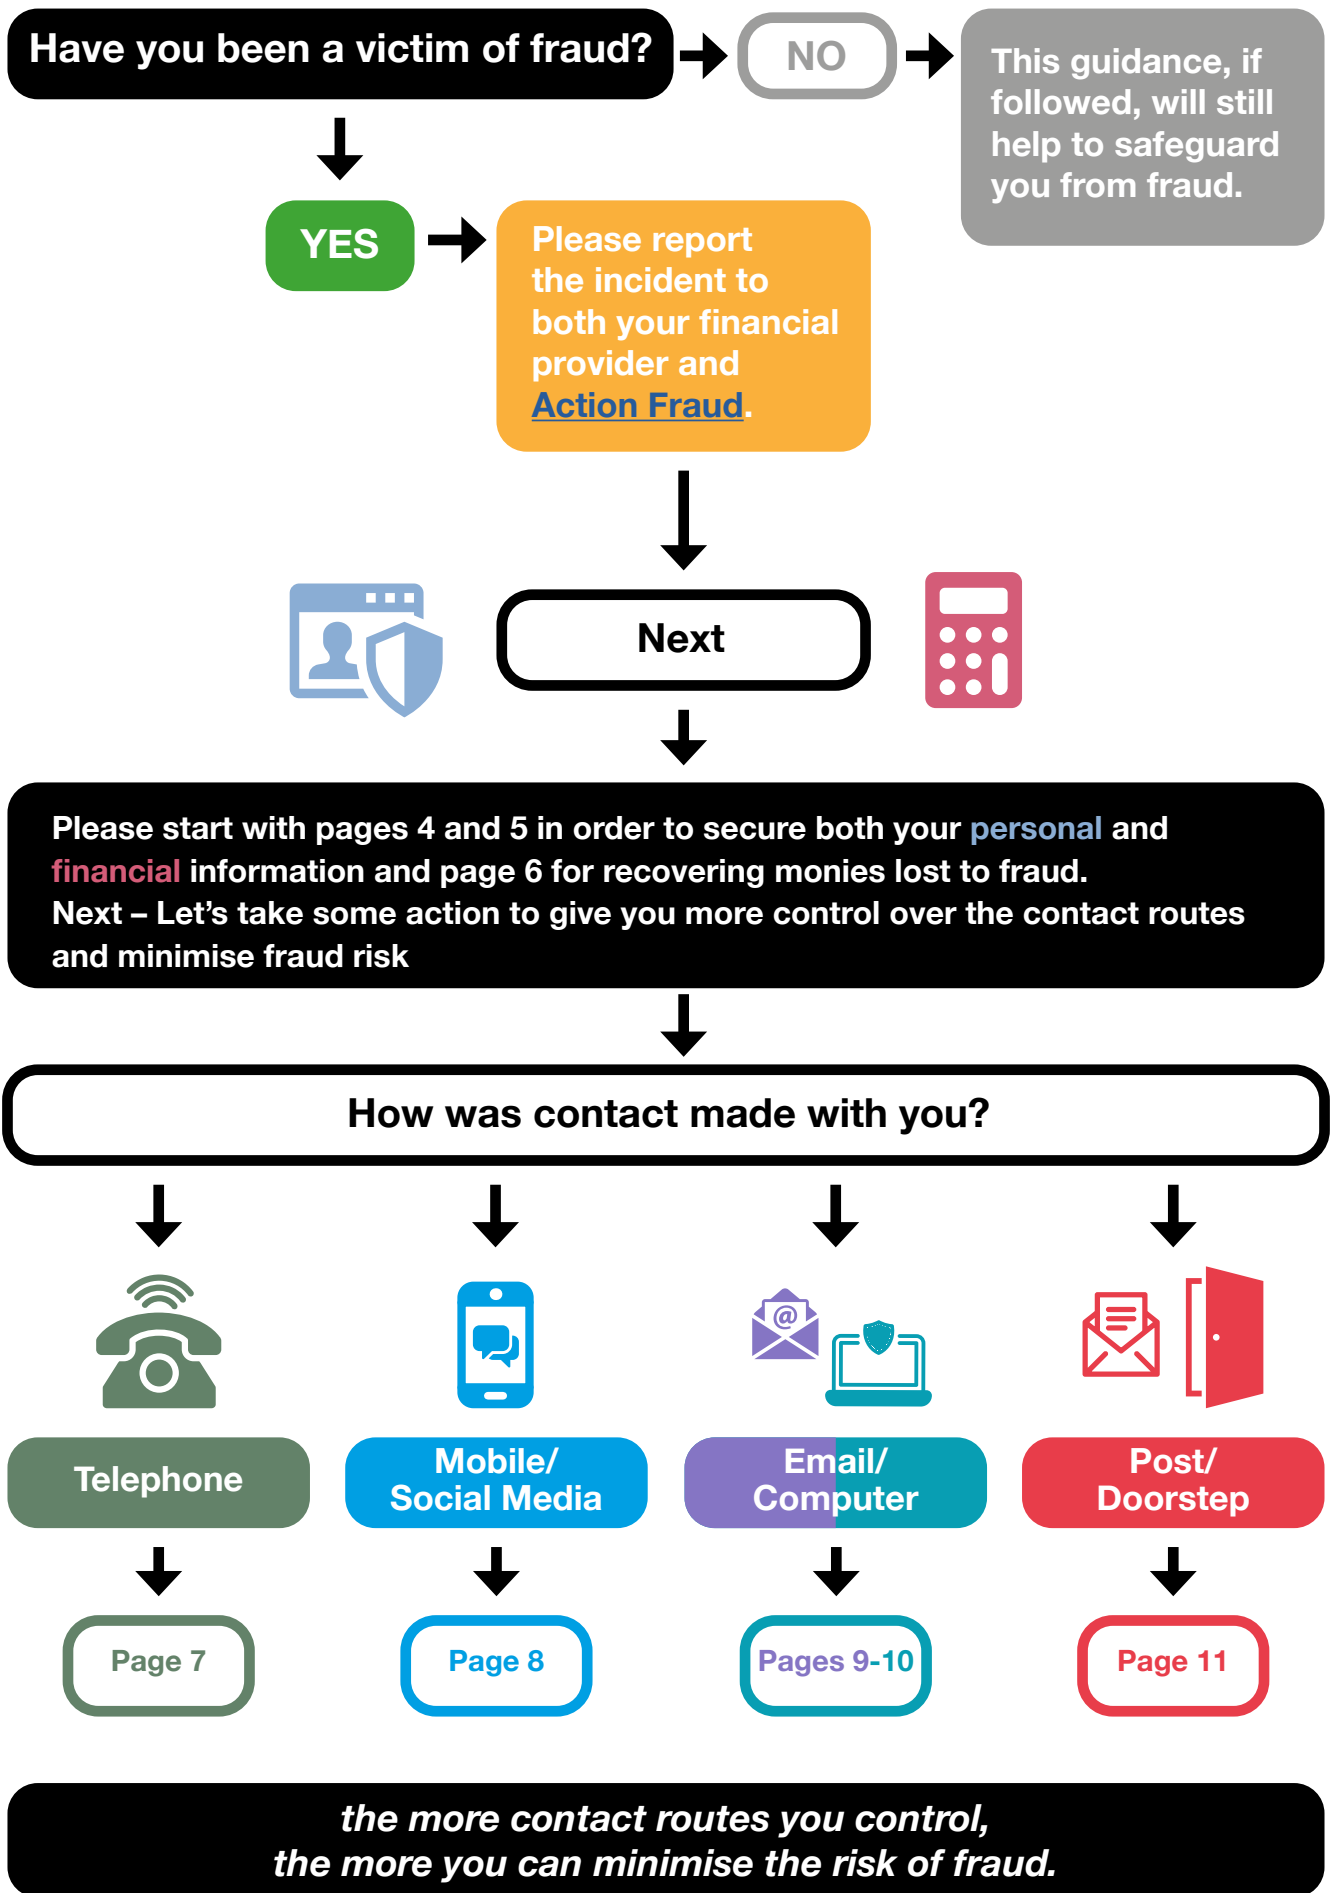 Have you been a victim of fraud?
NO
This guidance, if
followed, will still
help to safeguard
you from fraud.
YES
Please report
the incident to
both your financial
provider and
Action Fraud.
Next
Please start with pages 4 and 5 in order to secure both your personal and
financial information and page 6 for recovering monies lost to fraud.
Next – Let’s take some action to give you more control over the contact routes
and minimise fraud risk
How was contact made with you?
@
Telephone
Mobile/
Social Media
Email/
Computer
Post/
Doorstep
Page 7
Page 8
Pages 9-10
Page 11
the more contact routes you control,
the more you can minimise the risk of fraud.